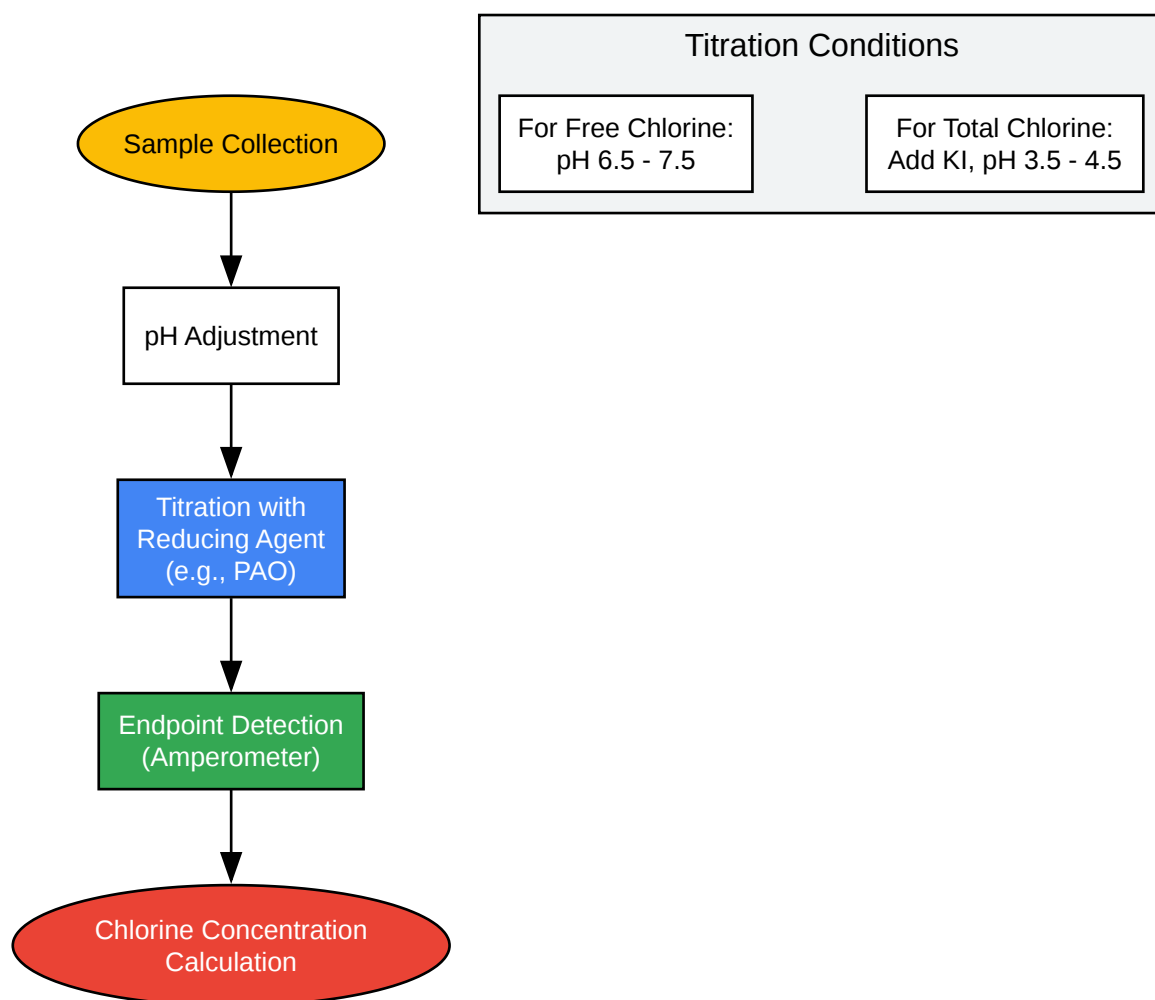 Titration Conditions
For Free Chlorine:
pH 6.5 - 7.5
For Total Chlorine:
Add KI, pH 3.5 - 4.5
Sample Collection
pH Adjustment
Titration with
Reducing Agent
(e.g., PAO)
Endpoint Detection
(Amperometer)
Chlorine Concentration
Calculation